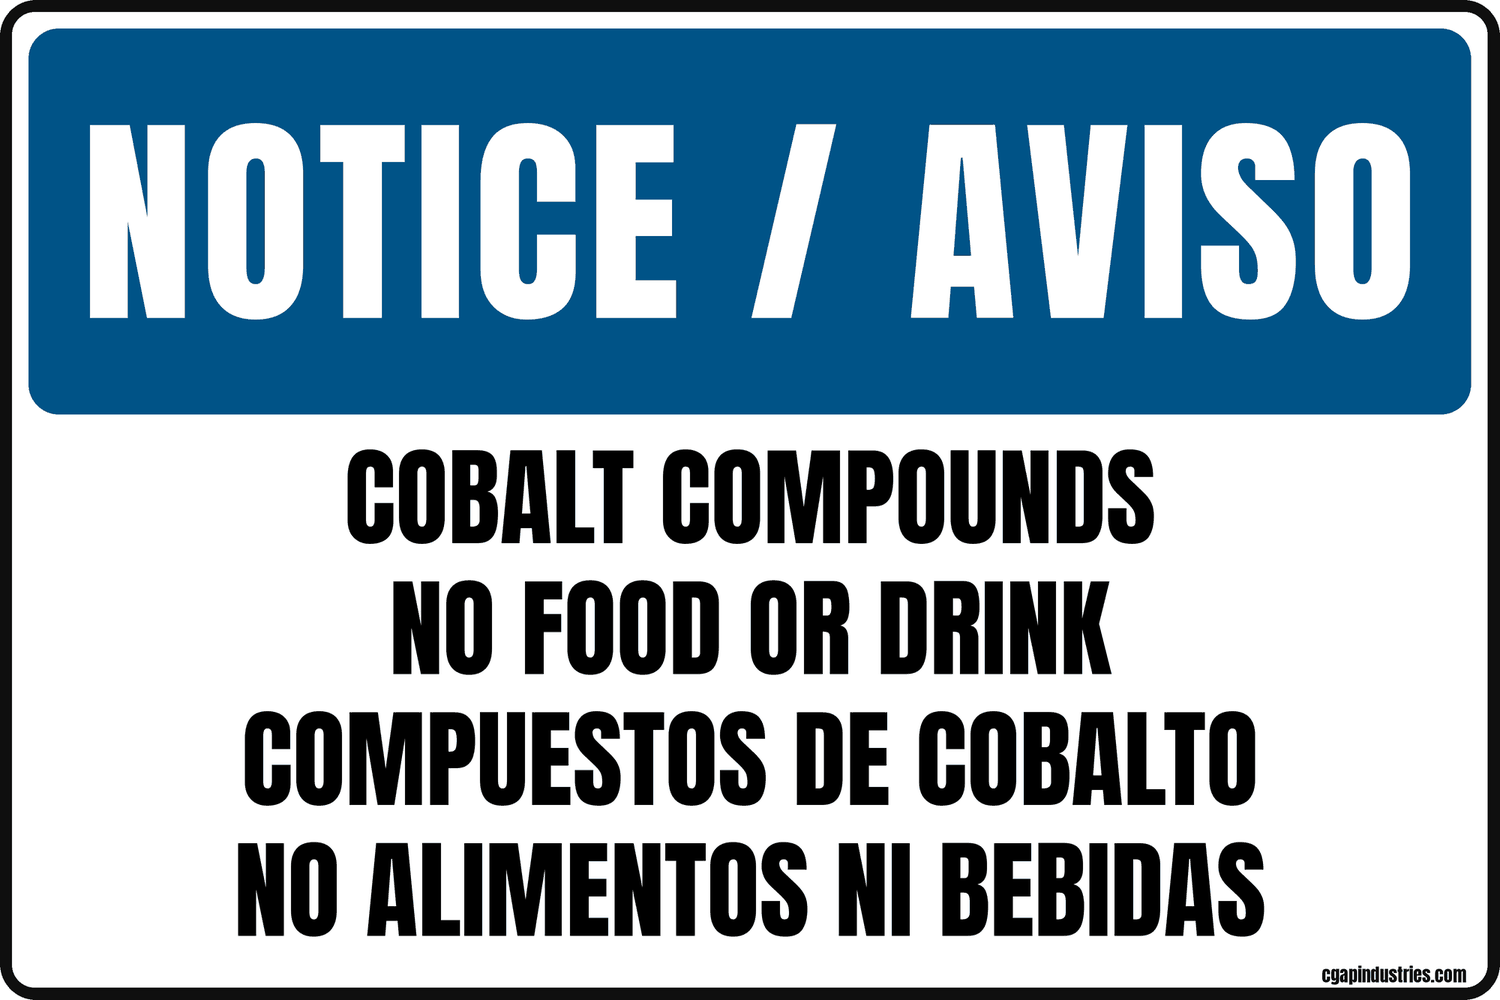 NOTICE / AVISO
COBALT COMPOUNDS
NO FOOD OR DRINK
COMPUESTOS DE COBALTO
NO ALIMENTOS NI BEBIDAS
cgapindustries.com